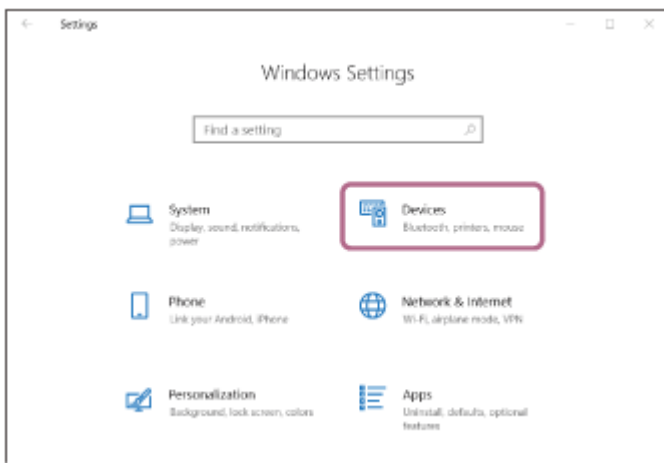 Settings
Windows Settings
Find a setting
System
Display, sound, notifications,
power
Devices
Bluetooth, printers, mouse
Phone
Link your Android, iPhone
Network & Internet
Wi-Fi, airplane mode, VPN
Personalization
Background, lock screen, colors
Apps
Uninstall, defaults, optional
features